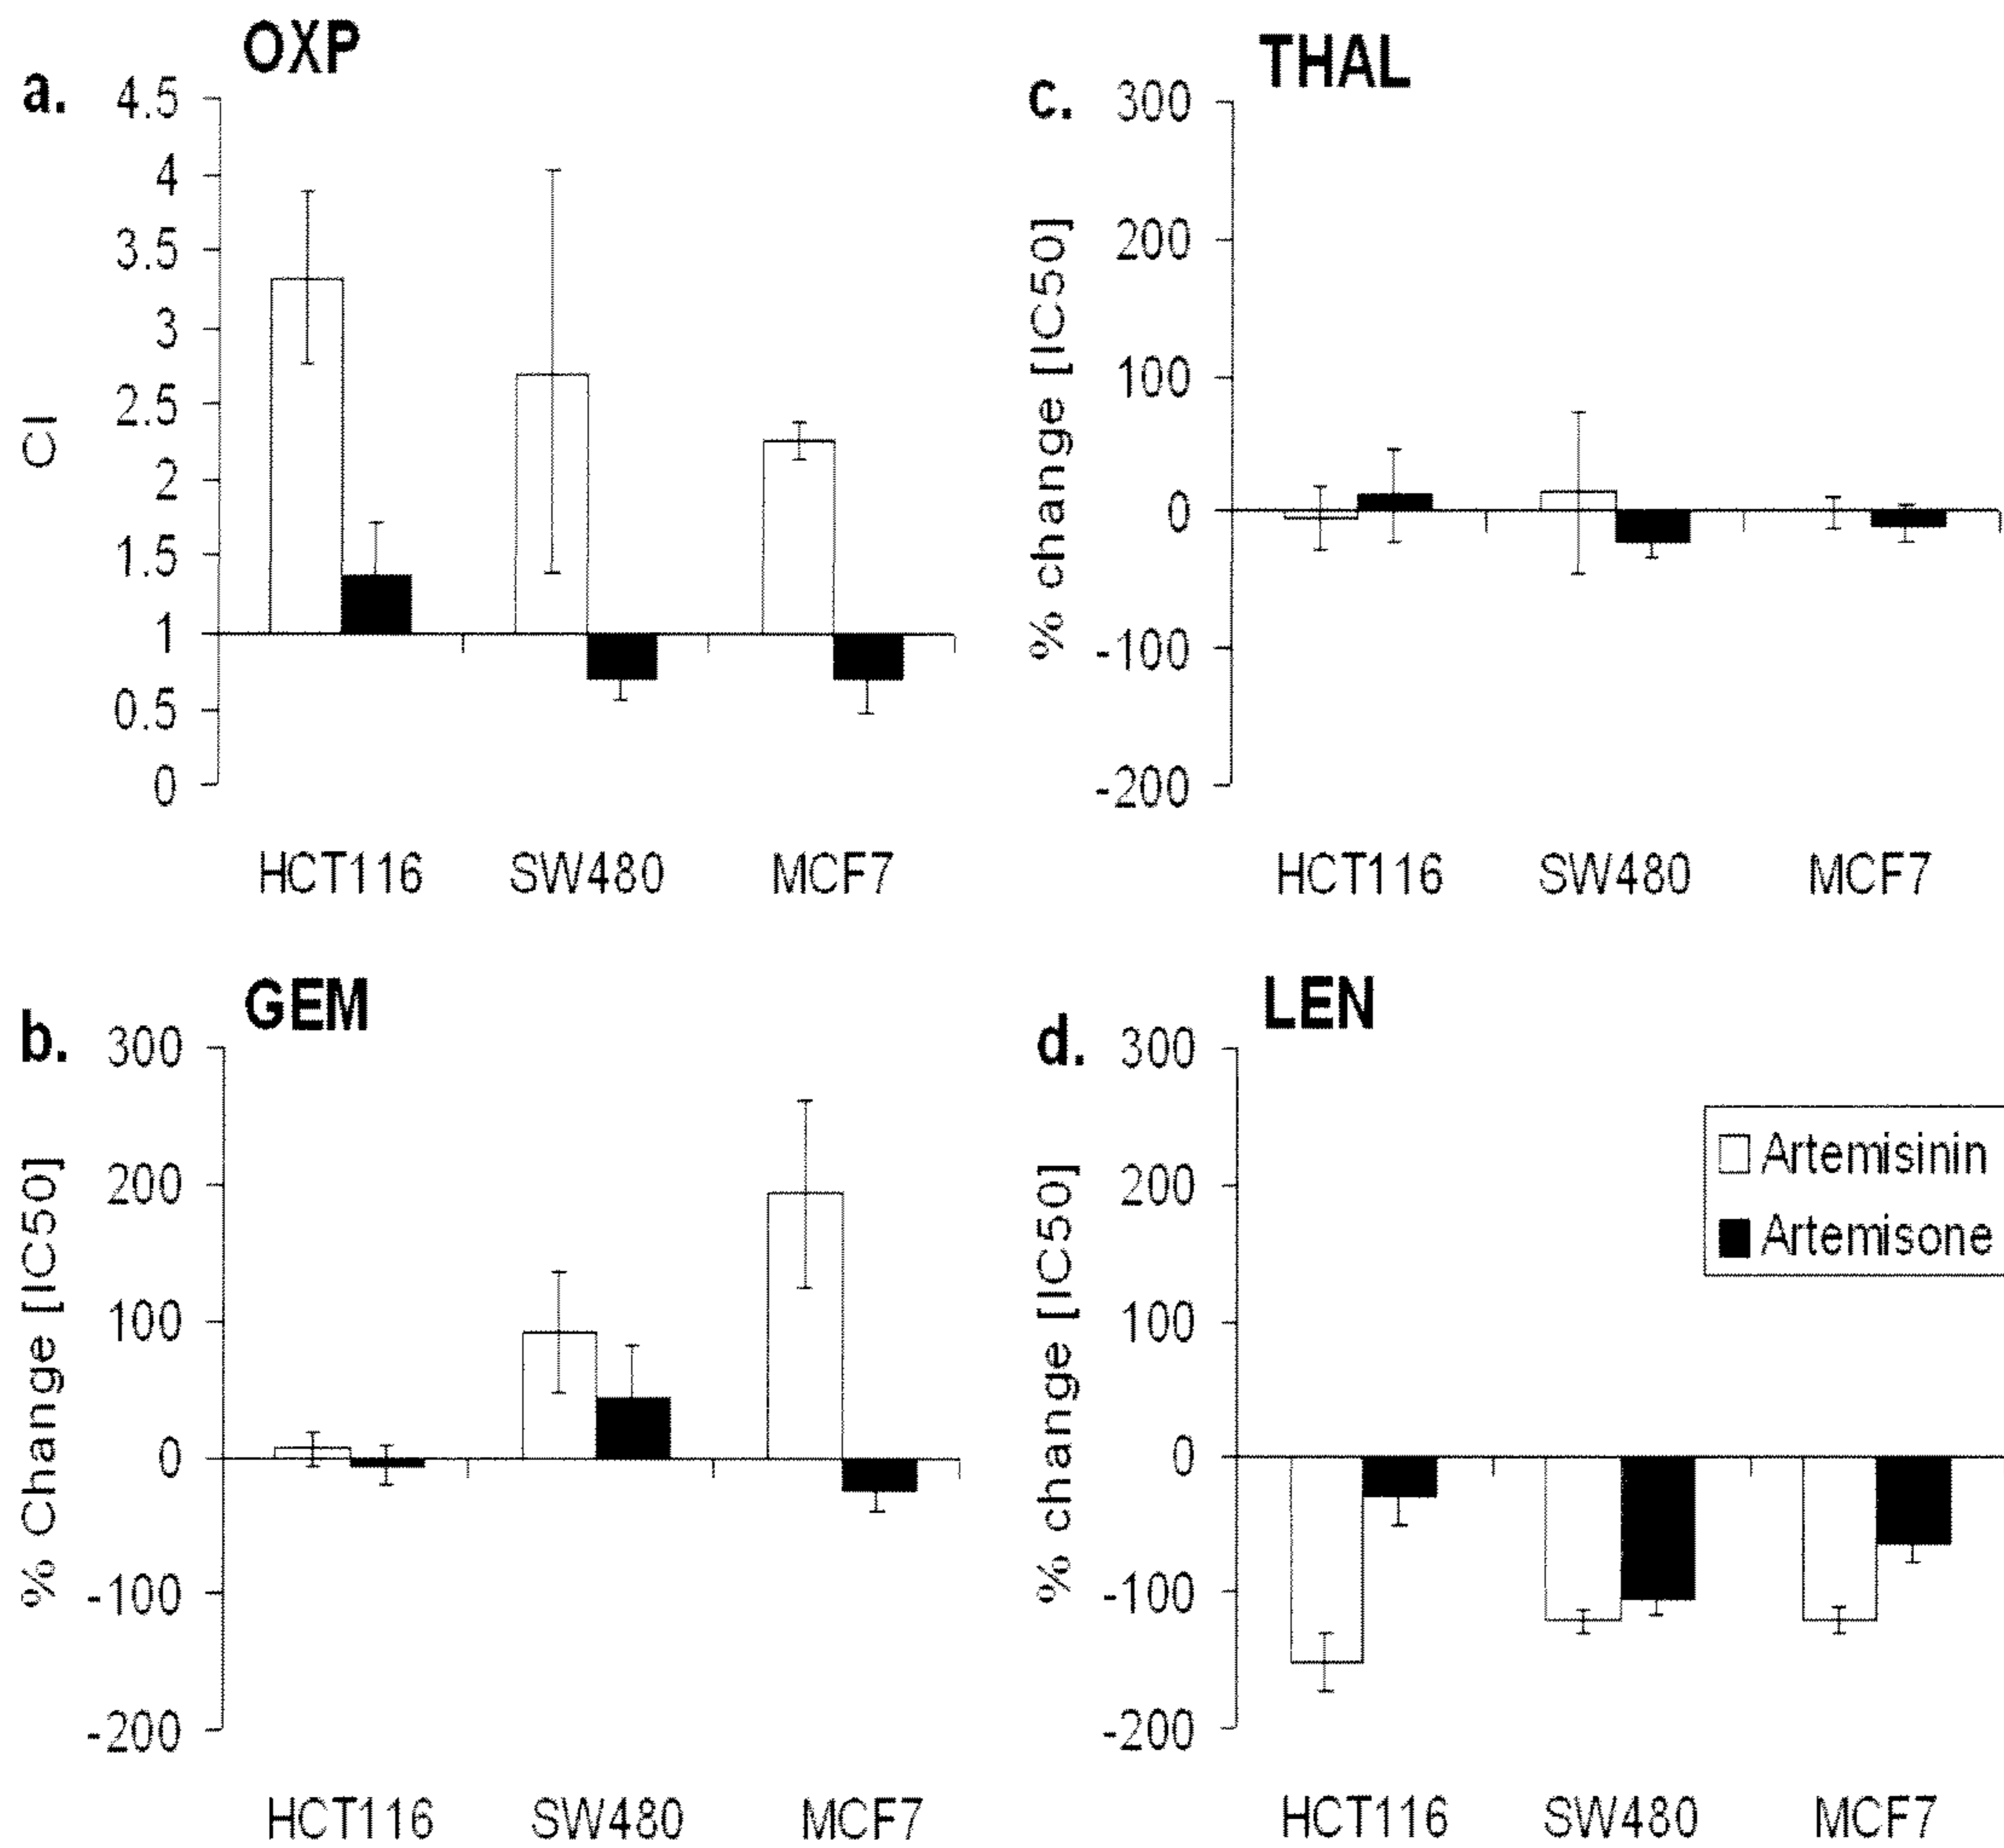 a.
OXP
4.5
4
3.5
3
2.5
2
1.5
1
0.5
0
CI
HCT116 SW480 MCF7
c.
THAL
300
200
100
0
-100
-200
% change [IC50]
HCT116 SW480 MCF7
b.
GEM
300
200
100
0
-100
-200
% Change [IC50]
HCT116 SW480 MCF7
d.
LEN
300
200
100
0
-100
-200
% change [IC50]
Artemisinin
Artemisone
HCT116 SW480 MCF7